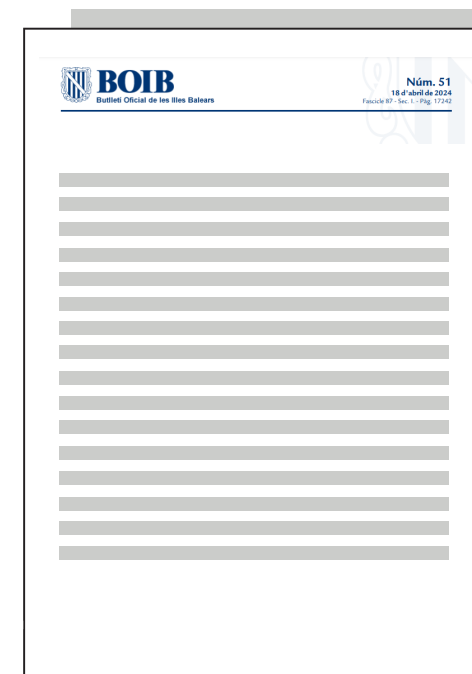 BOIB
Butlletí Oficial de les Illes Balears
Núm. 51
18 d'abril de 2024
Fascicle 87 - Sec. I. - Pàg. 17242